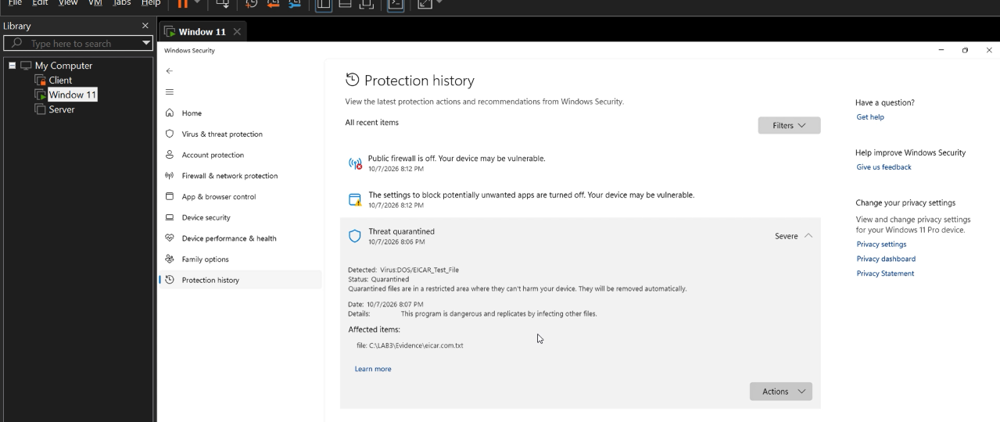 File Edit View VM Tabs Help
Library
Type here to search
My Computer
Client
Window 11
Server
Window 11
Windows Security
Home
Virus & threat protection
Account protection
Firewall & network protection
App & browser control
Device security
Device performance & health
Family options
Protection history
Protection history
View the latest protection actions and recommendations from Windows Security.
All recent items
Filters
Public firewall is off. Your device may be vulnerable.
10/7/2026 8:12 PM
The settings to block potentially unwanted apps are turned off. Your device may be vulnerable.
10/7/2026 8:12 PM
Threat quarantined
10/7/2026 8:06 PM
Severe
Detected: Virus:DOS/EICAR_Test_File
Status: Quarantined
Quarantined files are in a restricted area where they can't harm your device. They will be removed automatically.
Date: 10/7/2026 8:07 PM
Details: This program is dangerous and replicates by infecting other files.
Affected items:
file: C:\LAB3\Evidence\eicar.com.txt
Learn more
Actions
Have a question?
Get help
Help improve Windows Security
Give us feedback
Change your privacy settings
View and change privacy settings
for your Windows 11 Pro device.
Privacy settings
Privacy dashboard
Privacy Statement